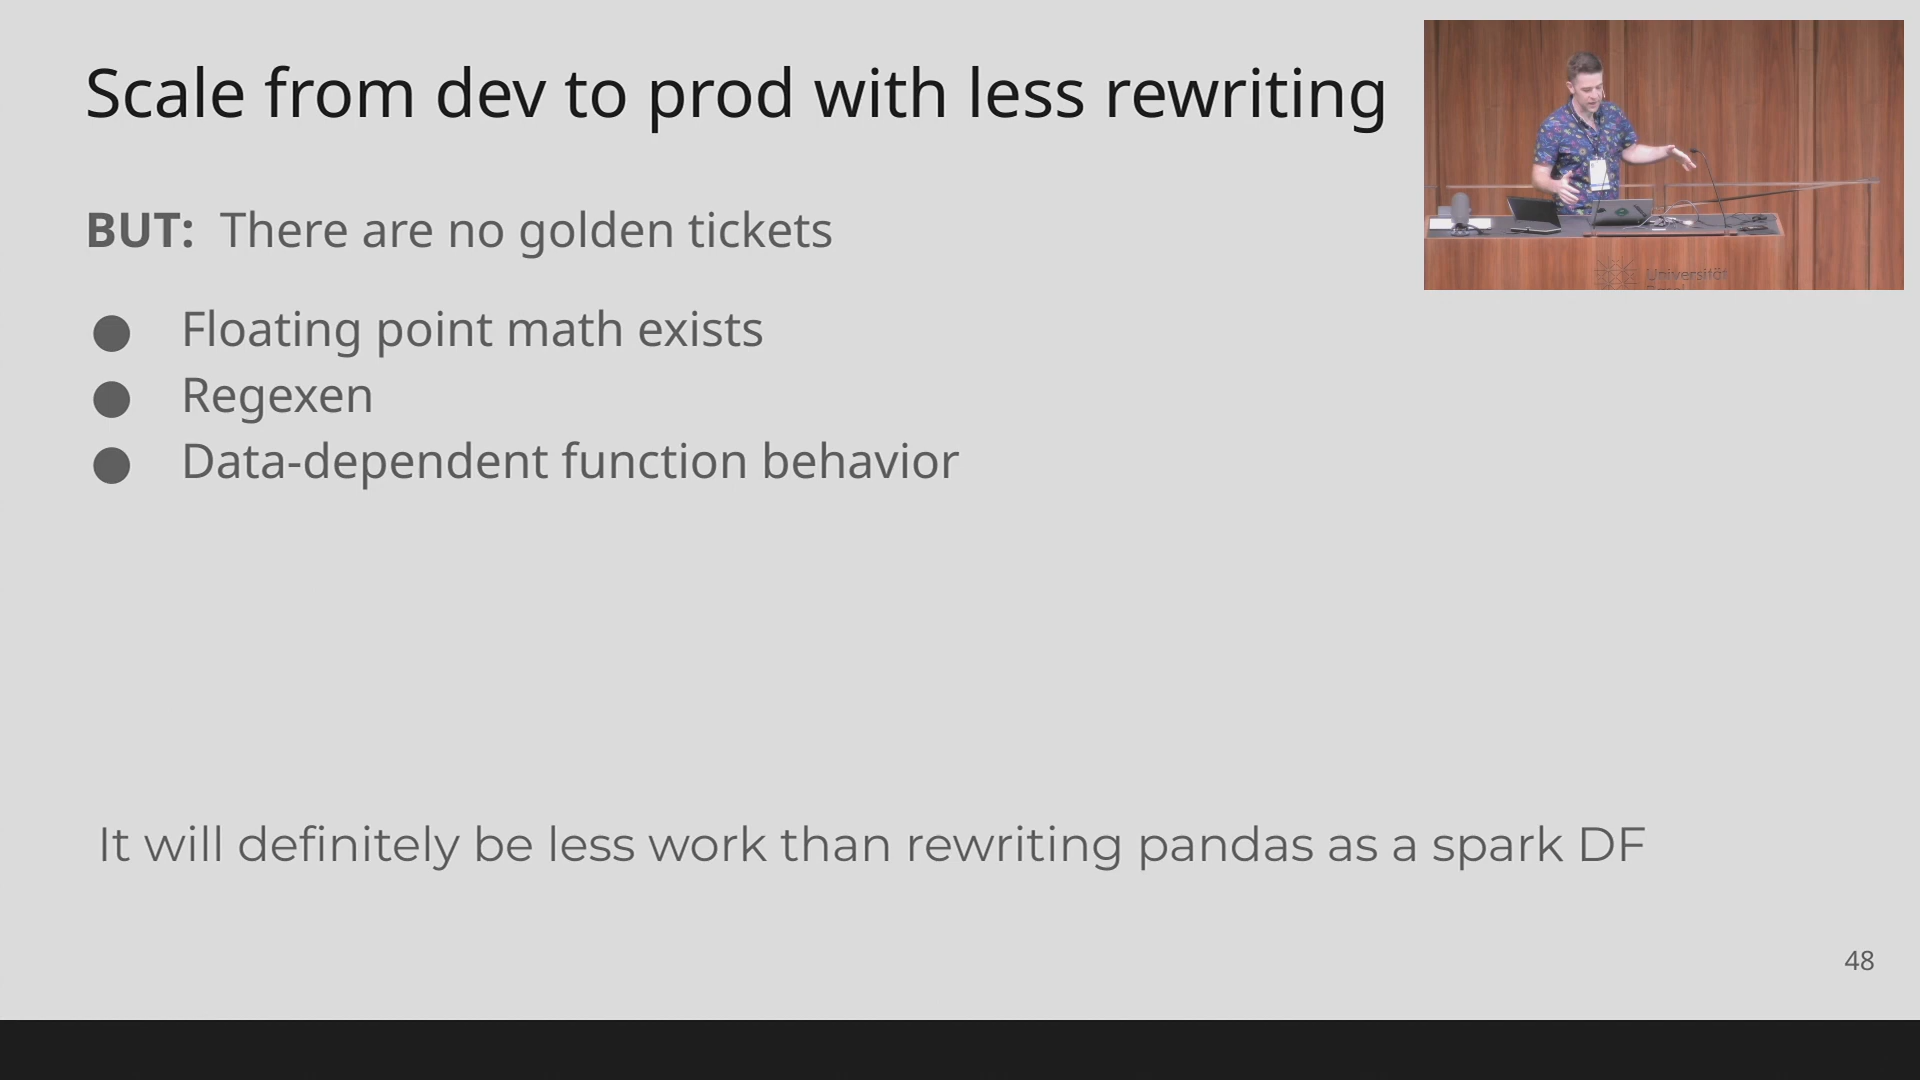 Scale from dev to prod with less rewriting
BUT: There are no golden tickets
● Floating point math exists
● Regexen
● Data-dependent function behavior
It will definitely be less work than rewriting pandas as a spark DF
48
Universität